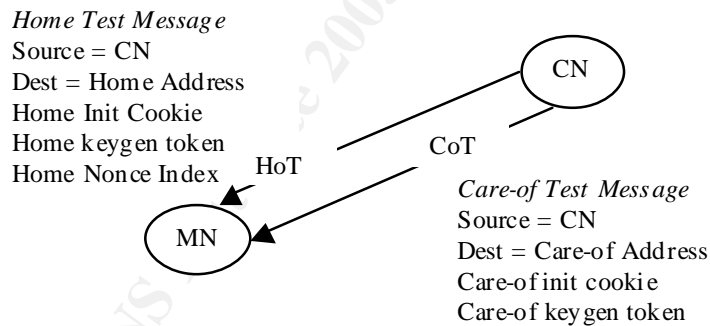 Home Test Message
Source = CN
Dest = Home Address
Home Init Cookie
Home keygen token
Home Nonce Index
HoT
CN
CoT
MN
Care-of Test Message
Source = CN
Dest = Care-of Address
Care-of init cookie
Care-of keygen token